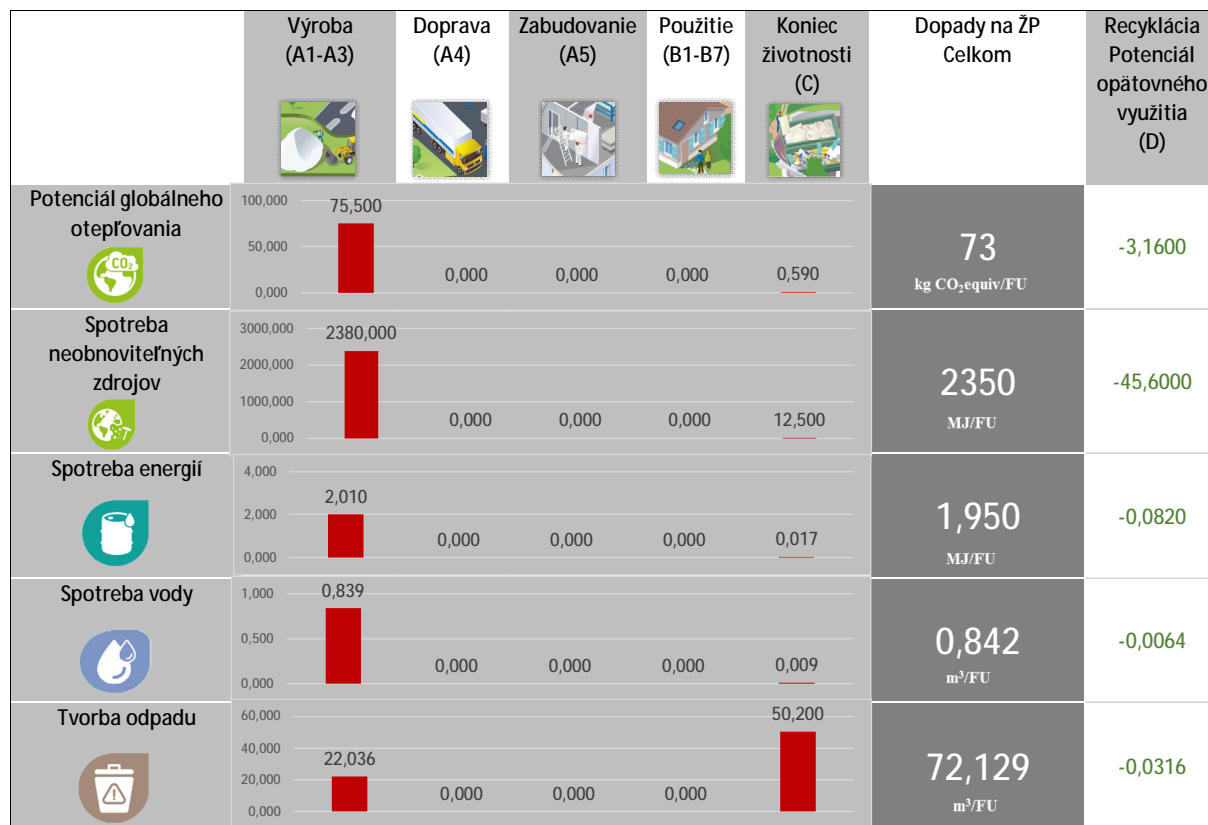 Výroba
(A1-A3)
Doprava
(A4)
Zabudovanie
(A5)
Použitie
(B1-B7)
Koniec
životnosti
(C)
Dopady na ŽP
Celkom
Recyklácia
Potenciál
opätovného
využitia
(D)
Potenciál globálneho
otepľovania
CO2
100,000
50,000
0,000
75,500
0,000
0,000
0,000
0,590
73
kg CO₂equiv/FU
-3,1600
Spotreba
neobnoviteľných
zdrojov
3000,000
2000,000
1000,000
0,000
2380,000
0,000
0,000
0,000
12,500
2350
MJ/FU
-45,6000
Spotreba energií
4,000
2,000
0,000
2,010
0,000
0,000
0,000
0,017
1,950
MJ/FU
-0,0820
Spotreba vody
1,000
0,500
0,000
0,839
0,000
0,000
0,000
0,009
0,842
m³/FU
-0,0064
Tvorba odpadu
60,000
40,000
20,000
0,000
22,036
0,000
0,000
0,000
50,200
72,129
m³/FU
-0,0316